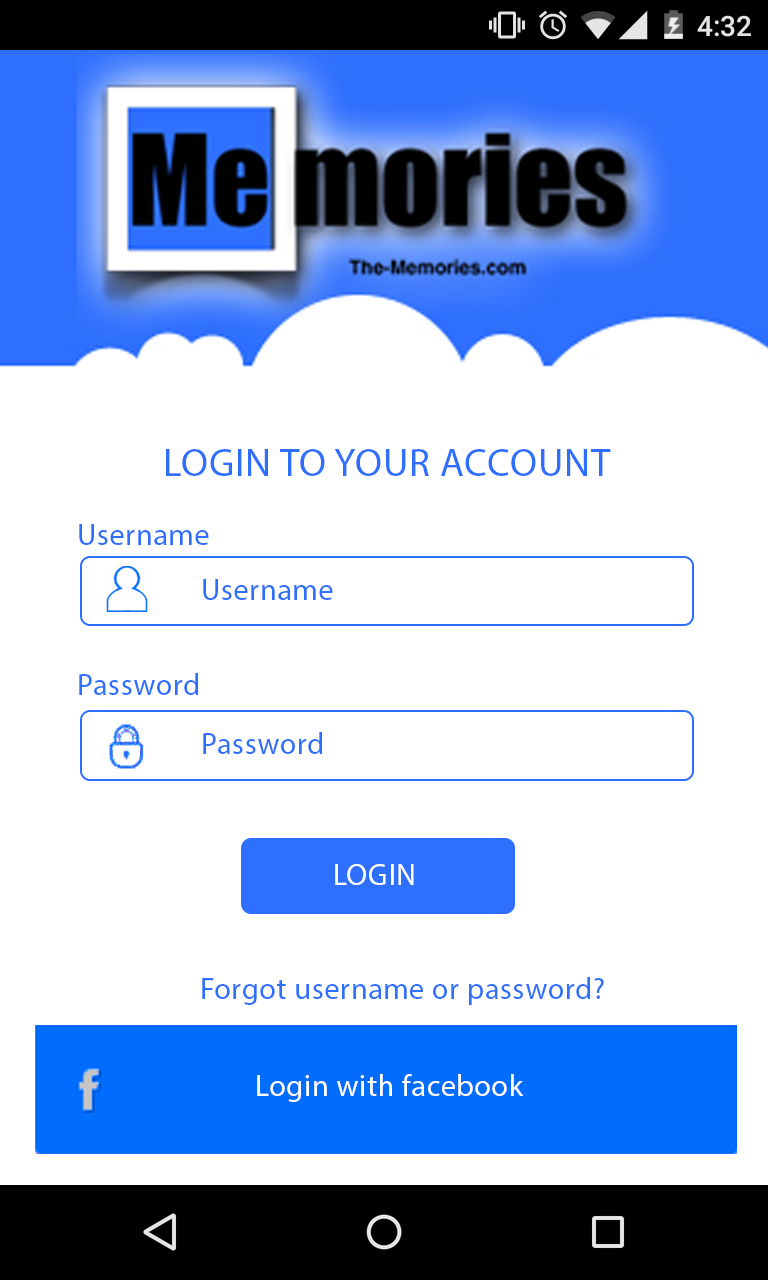 4:32
Memories
The-Memories.com
LOGIN TO YOUR ACCOUNT
Username
Username
Password
Password
LOGIN
Forgot username or password?
f
Login with facebook